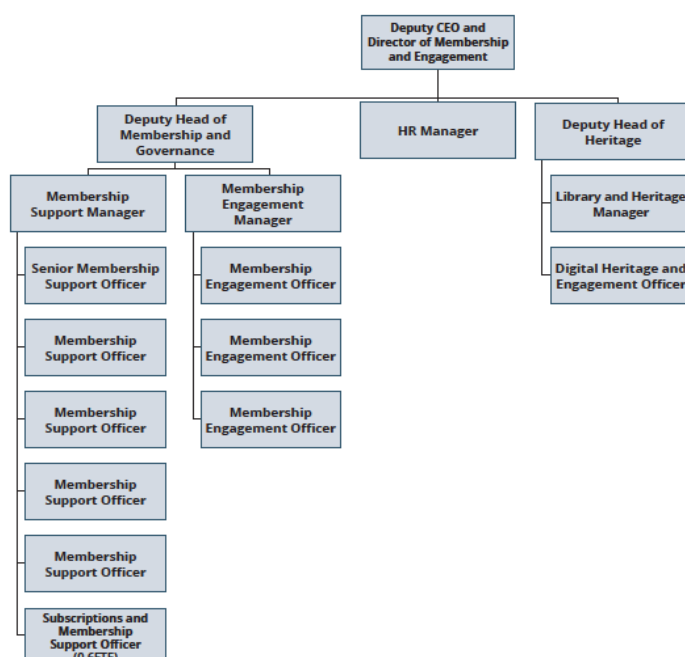 Deputy CEO and
Director of Membership
and Engagement
Deputy Head of
Membership and
Governance
HR Manager
Deputy Head of
Heritage
Membership
Support Manager
Membership
Engagement
Manager
Library and Heritage
Manager
Senior Membership
Support Officer
Membership
Engagement Officer
Digital Heritage and
Engagement Officer
Membership
Support Officer
Membership
Engagement Officer
Membership
Support Officer
Membership
Engagement Officer
Membership
Support Officer
Membership
Support Officer
Subscriptions and
Membership
Support Officer
(0.6FTE)